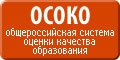 ОСОКО
общероссийская система
оценки качества
образования